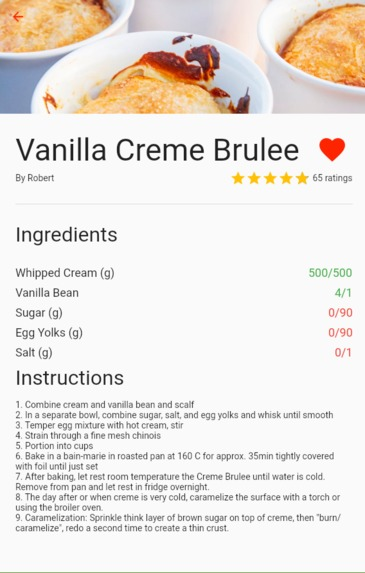 Vanilla Creme Brulee
By Robert 65 ratings
Ingredients
Whipped Cream (g) 500/500
Vanilla Bean 4/1
Sugar (g) 0/90
Egg Yolks (g) 0/90
Salt (g) 0/1
Instructions
1. Combine cream and vanilla bean and scalf
2. In a separate bowl, combine sugar, salt, and egg yolks and whisk until smooth
3. Temper egg mixture with hot cream, stir
4. Strain through a fine mesh chinois
5. Portion into cups
6. Bake in a bain-marie in roasted pan at 160 C for approx. 35min tightly covered
with foil until just set
7. After baking, let rest room temperature the Creme Brulee until water is cold.
Remove from pan and let rest in fridge overnight.
8. The day after or when creme is very cold, caramelize the surface with a torch or
using the broiler oven.
9. Caramelization: Sprinkle think layer of brown sugar on top of creme, then "burn/
caramelize", redo a second time to create a thin crust.